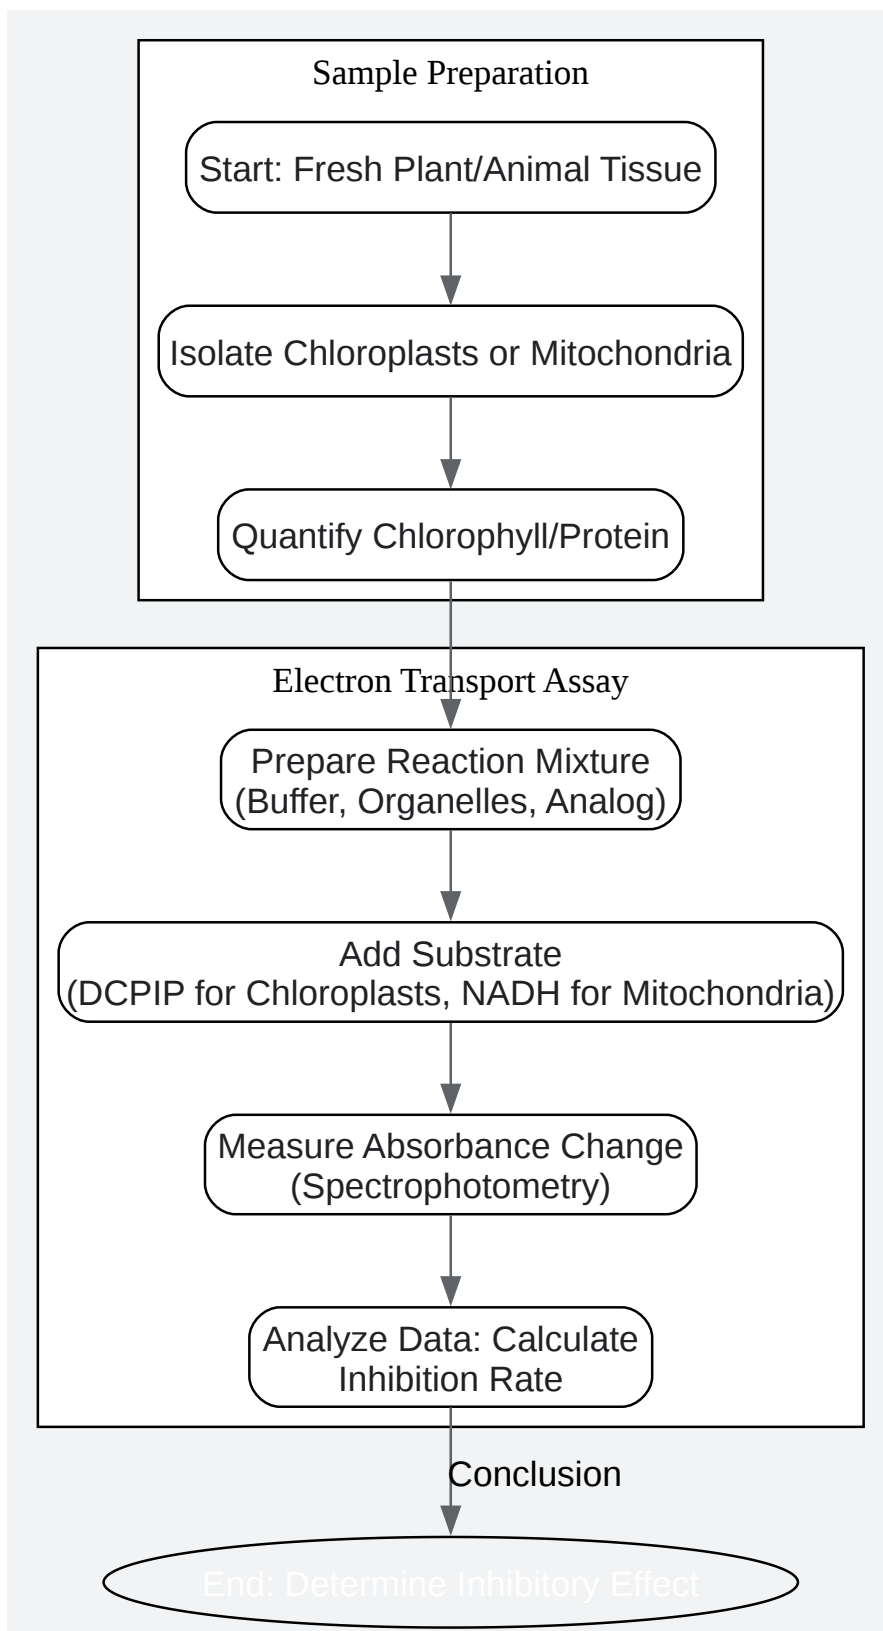 Sample Preparation
Start: Fresh Plant/Animal Tissue
Isolate Chloroplasts or Mitochondria
Quantify Chlorophyll/Protein
Electron Transport Assay
Prepare Reaction Mixture
(Buffer, Organelles, Analog)
Add Substrate
(DCPIP for Chloroplasts, NADH for Mitochondria)
Measure Absorbance Change
(Spectrophotometry)
Analyze Data: Calculate
Inhibition Rate
Conclusion
End: Determine Inhibitory Effect